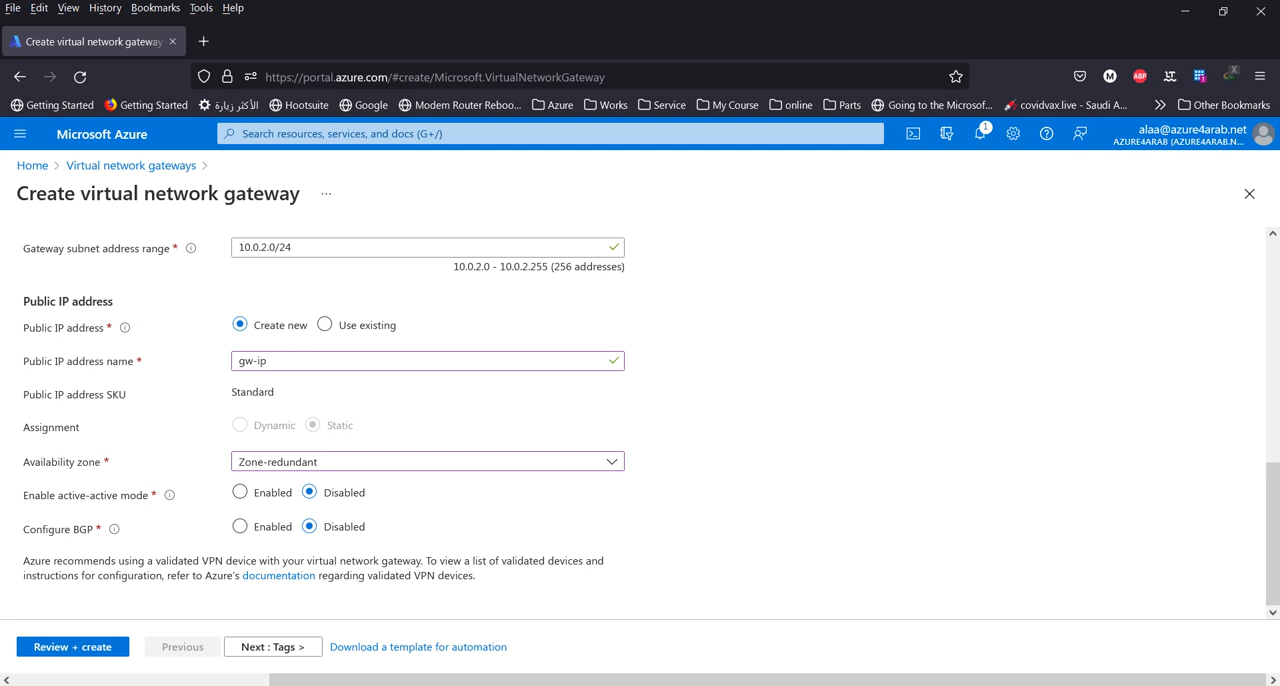 File Edit View History Bookmarks Tools Help
Create virtual network gateway
https://portal.azure.com/#create/Microsoft.VirtualNetworkGateway
Getting Started Getting Started الأكثر زيارة Hootsuite Google Modem Router Reboo... Azure Works Service My Course online Parts Going to the Microsof... covidvax.live - Saudi A... Other Bookmarks
Microsoft Azure Search resources, services, and docs (G+/) 1 alaa@azure4arab.net
AZURE4ARAB (AZURE4ARAB.N...
Home > Virtual network gateways >
Create virtual network gateway ...
Gateway subnet address range * 10.0.2.0/24
10.0.2.0 - 10.0.2.255 (256 addresses)
Public IP address
Public IP address * Create new Use existing
Public IP address name * gw-ip
Public IP address SKU Standard
Assignment Dynamic Static
Availability zone * Zone-redundant
Enable active-active mode * Enabled Disabled
Configure BGP * Enabled Disabled
Azure recommends using a validated VPN device with your virtual network gateway. To view a list of validated devices and
instructions for configuration, refer to Azure's documentation regarding validated VPN devices.
Review + create Previous Next : Tags > Download a template for automation